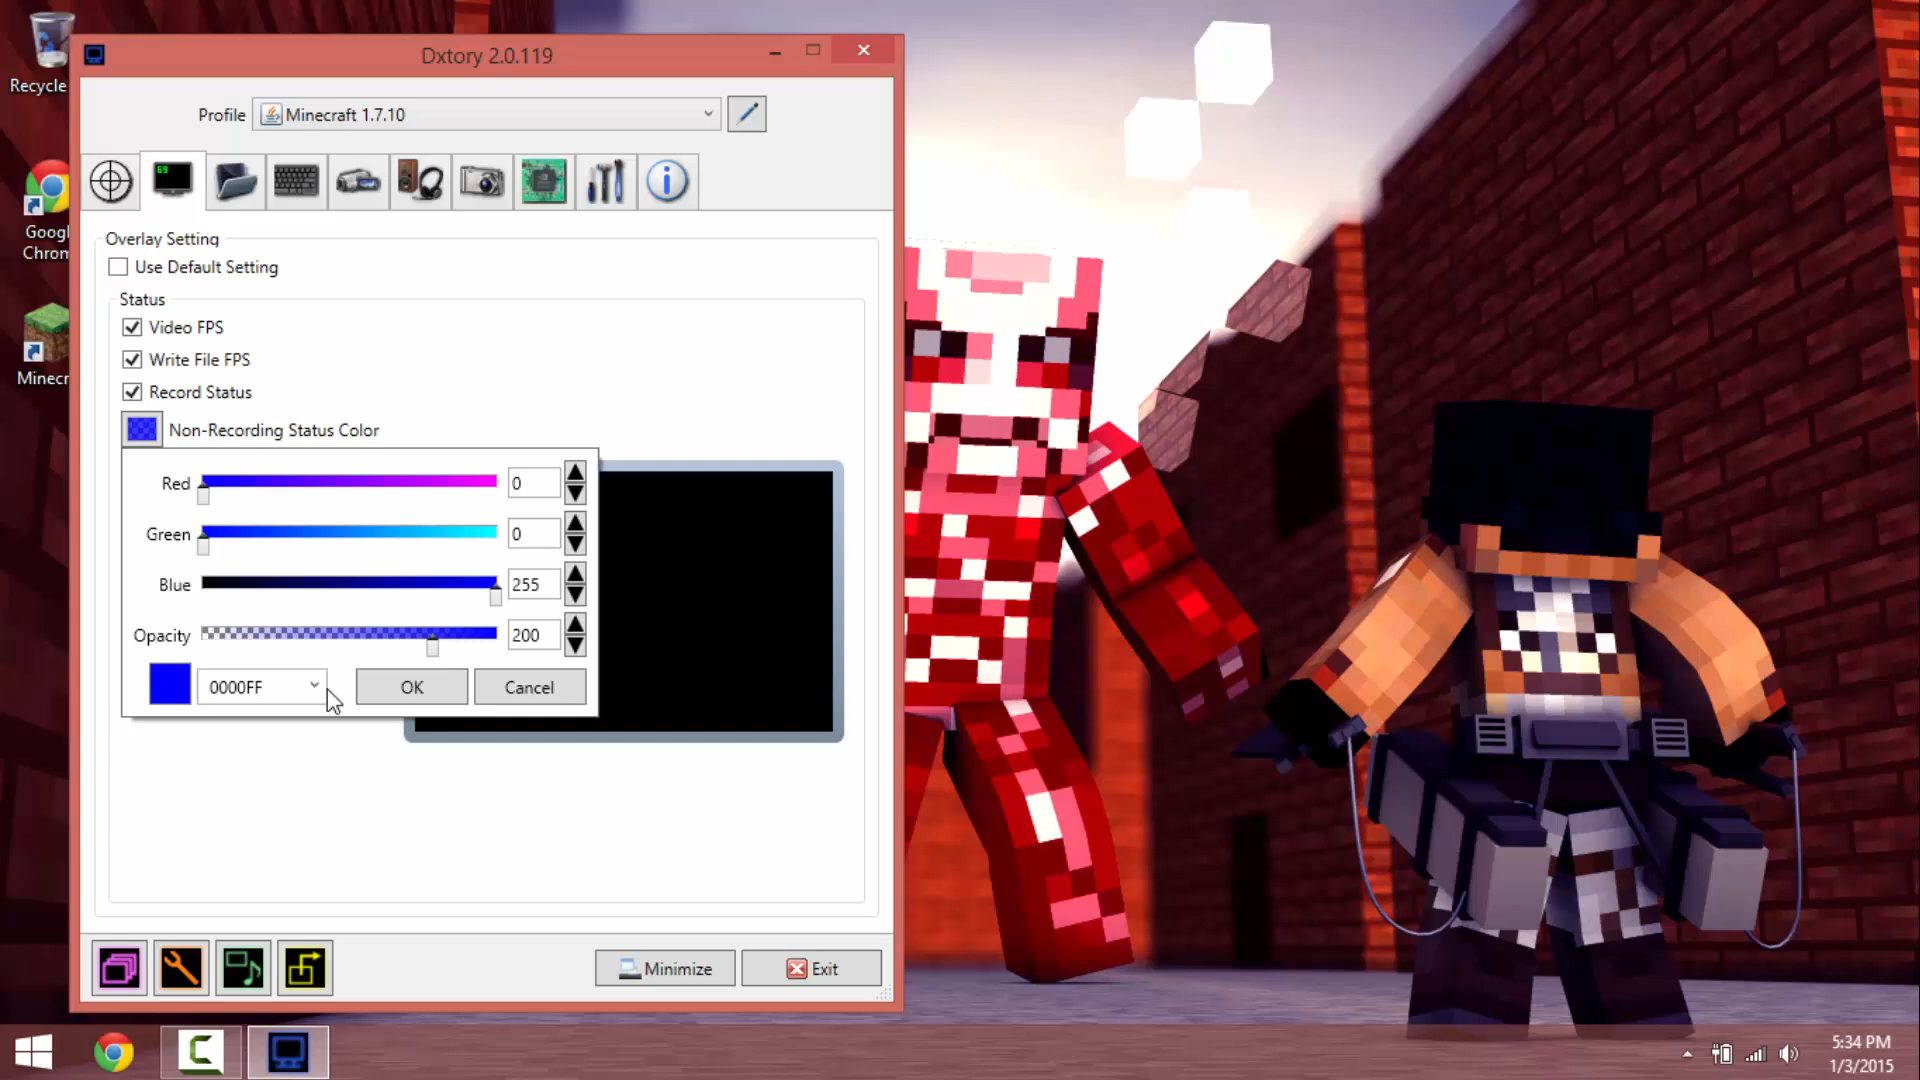 Recycle
Dxtory 2.0.119
Profile
Minecraft 1.7.10
69
Googl
Chrom
Overlay Setting
Use Default Setting
Status
Video FPS
Write File FPS
Record Status
Minecr
Non-Recording Status Color
Red
0
Green
0
Blue
255
Opacity
200
0000FF
OK
Cancel
Minimize
Exit
5:34 PM
1/3/2015